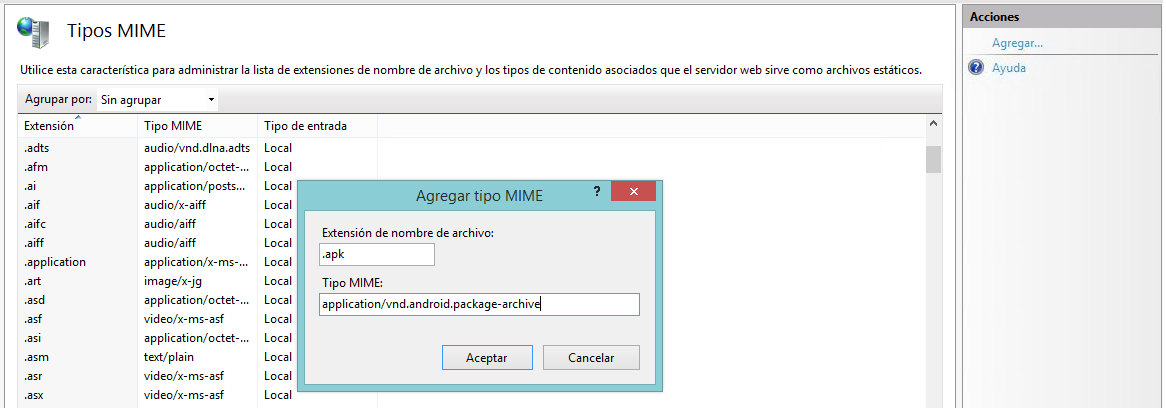 Tipos MIME
Utilice esta característica para administrar la lista de extensiones de nombre de archivo y los tipos de contenido asociados que el servidor web sirve como archivos estáticos.
Agrupar por: Sin agrupar
Extensión Tipo MIME Tipo de entrada
.adts audio/vnd.dlna.adts Local
.afm application/octet-... Local
.ai application/posts... Local
.aif audio/x-aiff Local
.aifc audio/aiff Local
.aiff audio/aiff Local
.application application/x-ms-... Local
.art image/x-jg Local
.asd application/octet-... Local
.asf video/x-ms-asf Local
.asi application/octet-... Local
.asm text/plain Local
.asr video/x-ms-asf Local
.asx video/x-ms-asf Local
Agregar tipo MIME ? x
Extensión de nombre de archivo:
.apk
Tipo MIME:
application/vnd.android.package-archive
Aceptar Cancelar
Acciones
Agregar...
? Ayuda